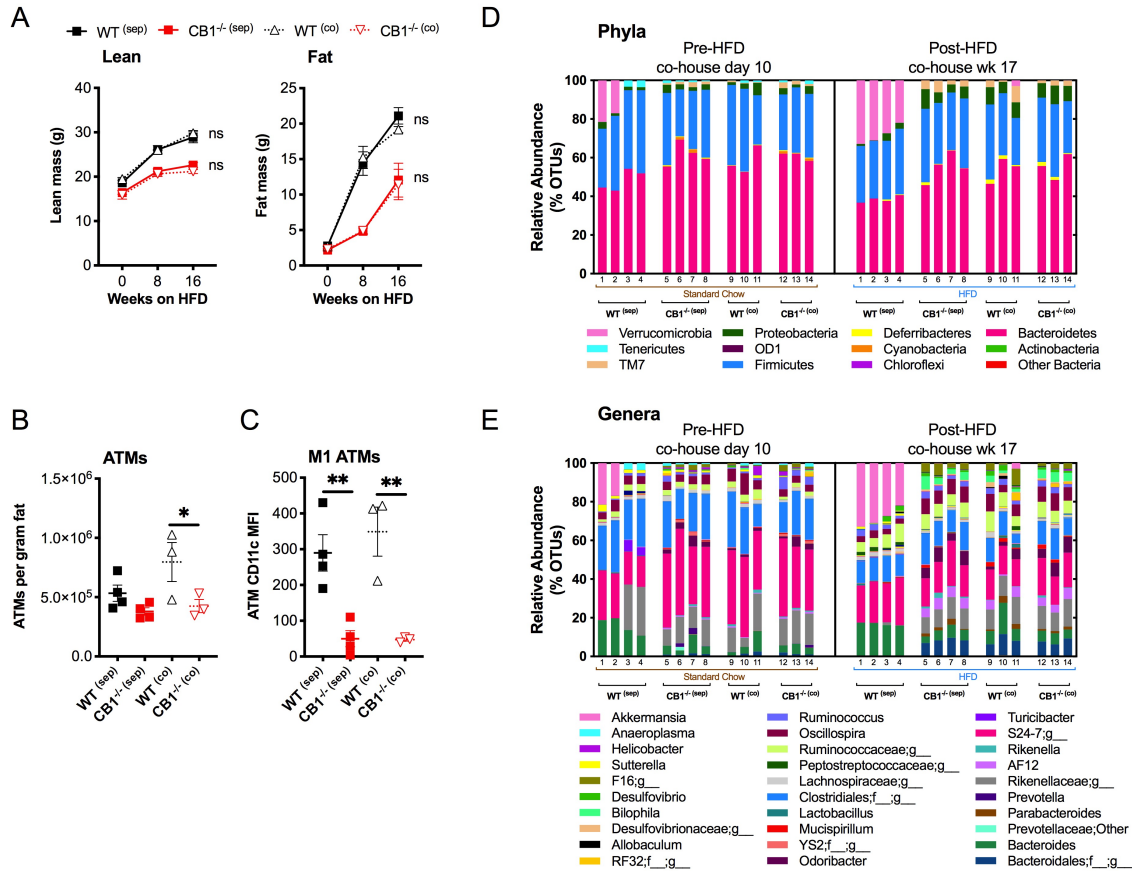 A
WT (sep) CB1-/- (sep) WT (co) CB1-/- (co)
Lean
Lean mass (g)
40
30
20
10
0
ns
ns
0 8 16
Weeks on HFD
Fat
Fat mass (g)
25
20
15
10
5
0
ns
ns
0 8 16
Weeks on HFD
B
ATMs
ATMs per gram fat
1.5×10^6
1.0×10^6
5.0×10^5
0.0
*
WT (sep)
CB1-/- (sep)
WT (co)
CB1-/- (co)
C
M1 ATMs
ATM CD11c MFI
500
400
300
200
100
0
** **
WT (sep)
CB1-/- (sep)
WT (co)
CB1-/- (co)
D
Phyla
Pre-HFD
co-house day 10
Post-HFD
co-house wk 17
Relative Abundance
(% OTUs)
100
80
60
40
20
0
1 2 3 4 5 6 7 8 9 10 11 12 13 14 1 2 3 4 5 6 7 8 9 10 11 12 13 14
Standard Chow HFD
WT (sep) CB1-/- (sep) WT (co) CB1-/- (co) WT (sep) CB1-/- (sep) WT (co) CB1-/- (co)
Verrucomicrobia Proteobacteria Deferribacteres Bacteroidetes
Tenericutes OD1 Cyanobacteria Actinobacteria
TM7 Firmicutes Chloroflexi Other Bacteria
E
Genera
Pre-HFD
co-house day 10
Post-HFD
co-house wk 17
Relative Abundance
(% OTUs)
100
80
60
40
20
0
1 2 3 4 5 6 7 8 9 10 11 12 13 14 1 2 3 4 5 6 7 8 9 10 11 12 13 14
Standard Chow HFD
WT (sep) CB1-/- (sep) WT (co) CB1-/- (co) WT (sep) CB1-/- (sep) WT (co) CB1-/- (co)
Akkermansia Ruminococcus Turicibacter
Anaeroplasma Oscillospira S24-7;g__
Helicobacter Ruminococcaceae;g__ Rikenella
Sutterella Peptostreptococcaceae;g__ AF12
F16;g__ Lachnospiraceae;g__ Rikenellaceae;g__
Desulfovibrio Clostridiales;f__;g__ Prevotella
Bilophila Lactobacillus Parabacteroides
Desulfovibrionaceae;g__ Mucispirillum Prevotellaceae;Other
Allobaculum YS2;f__;g__ Bacteroides
RF32;f__;g__ Odoribacter Bacteroidales;f__;g__